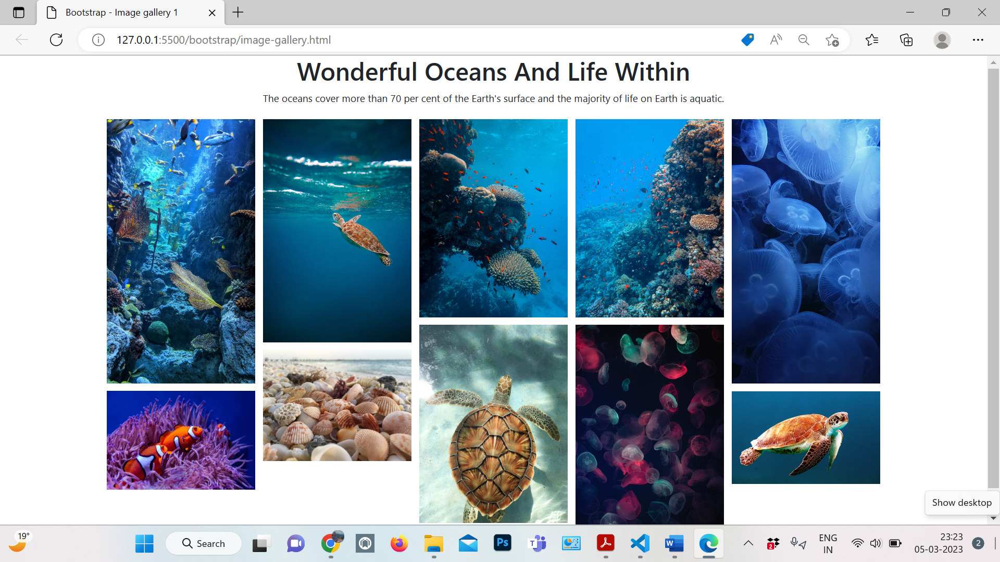 Bootstrap - Image gallery 1
127.0.0.1:5500/bootstrap/image-gallery.html
Wonderful Oceans And Life Within
The oceans cover more than 70 per cent of the Earth's surface and the majority of life on Earth is aquatic.
Show desktop
19°
Search
Ps
T
W
2
ENG
IN
23:23
05-03-2023
2